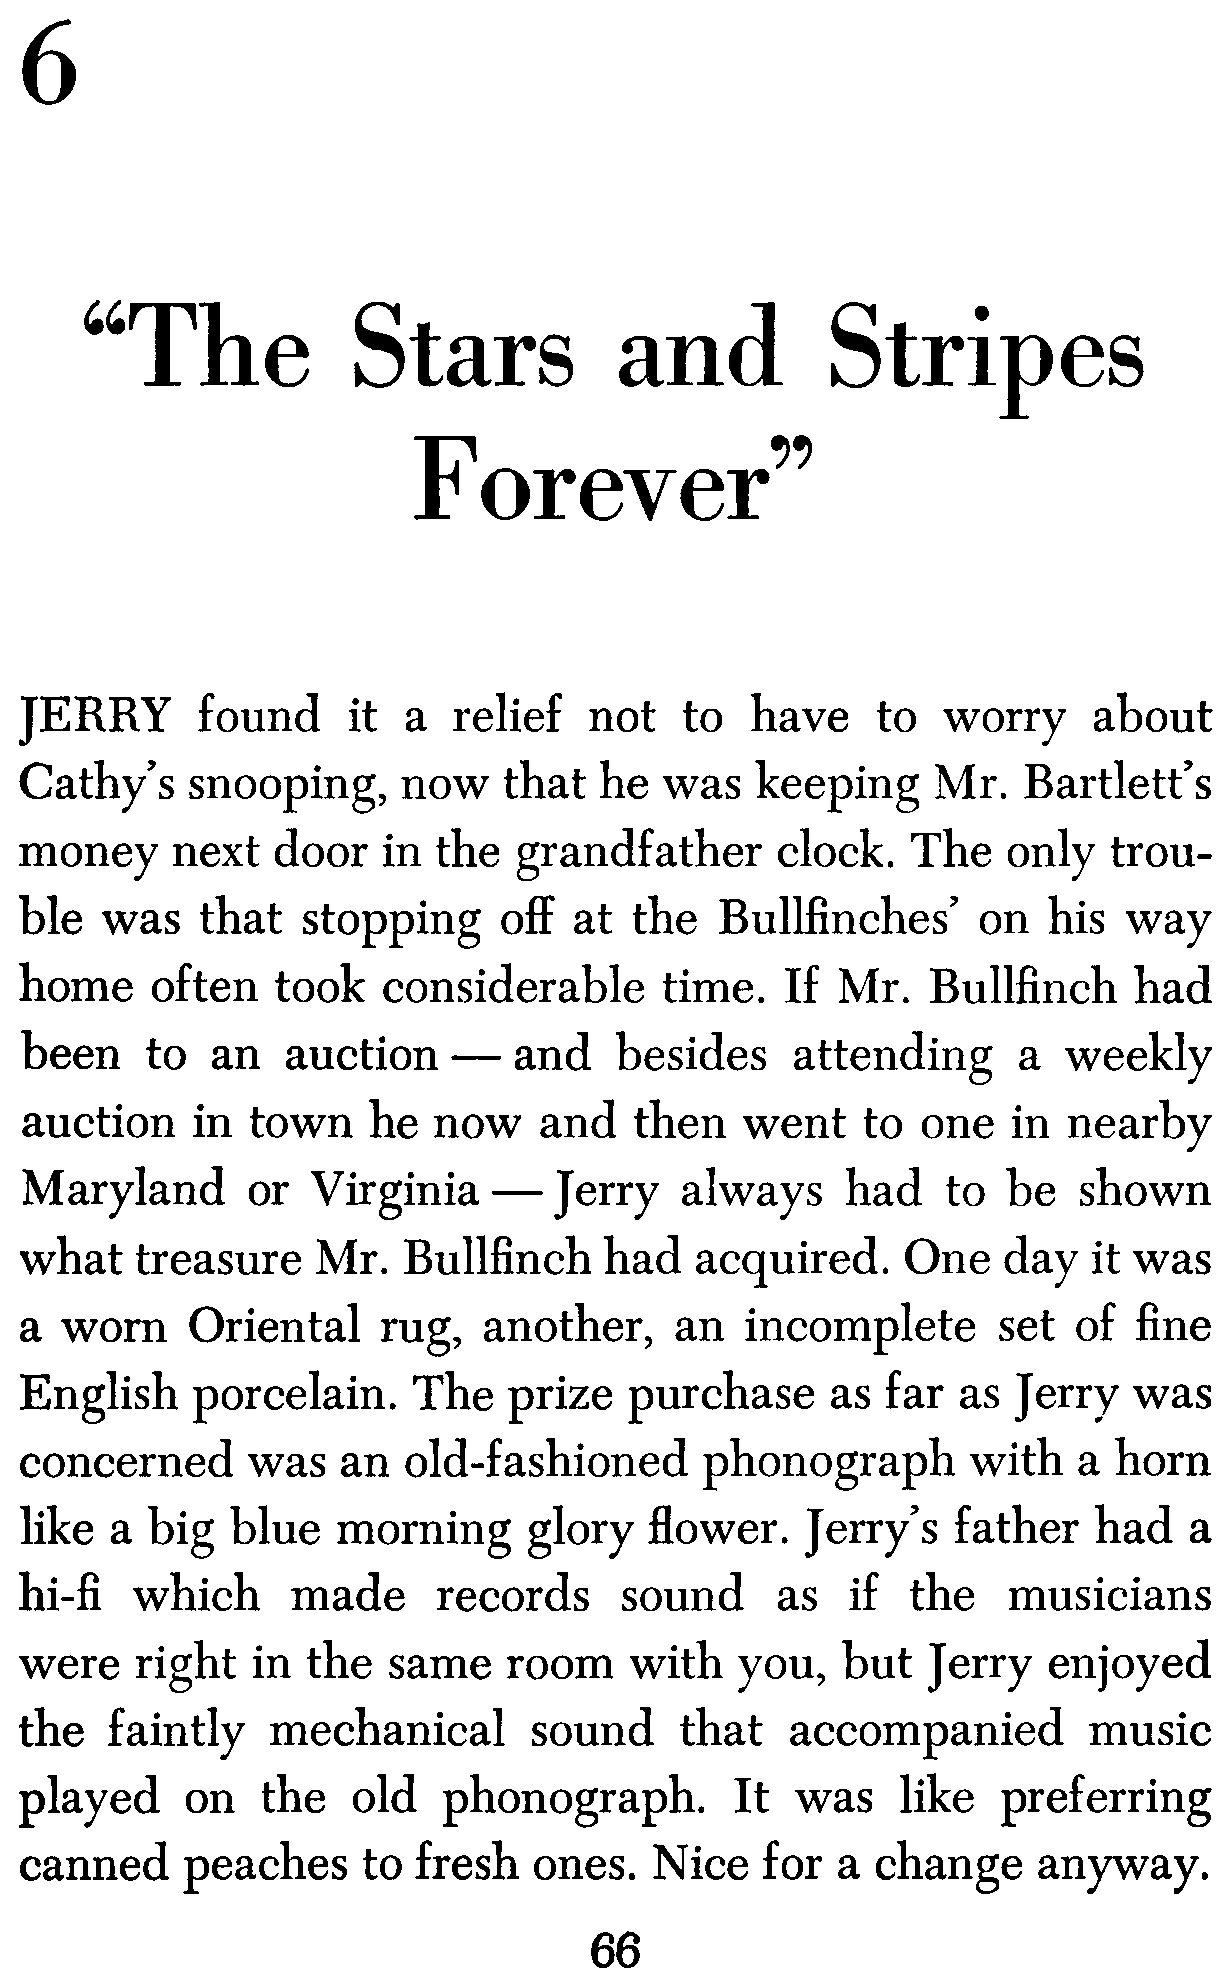 6
“The Stars and Stripes
Forever”
JERRY found it a relief not to have to worry about
Cathy’s snooping, now that he was keeping Mr. Bartlett’s
money next door in the grandfather clock. The only trou-
ble was that stopping off at the Bullfinches’ on his way
home often took considerable time. If Mr. Bullfinch had
been to an auction — and besides attending a weekly
auction in town he now and then went to one in nearby
Maryland or Virginia — Jerry always had to be shown
what treasure Mr. Bullfinch had acquired. One day it was
a worn Oriental rug, another, an incomplete set of fine
English porcelain. The prize purchase as far as Jerry was
concerned was an old-fashioned phonograph with a horn
like a big blue morning glory flower. Jerry’s father had a
hi-fi which made records sound as if the musicians
were right in the same room with you, but Jerry enjoyed
the faintly mechanical sound that accompanied music
played on the old phonograph. It was like preferring
canned peaches to fresh ones. Nice for a change anyway.
66